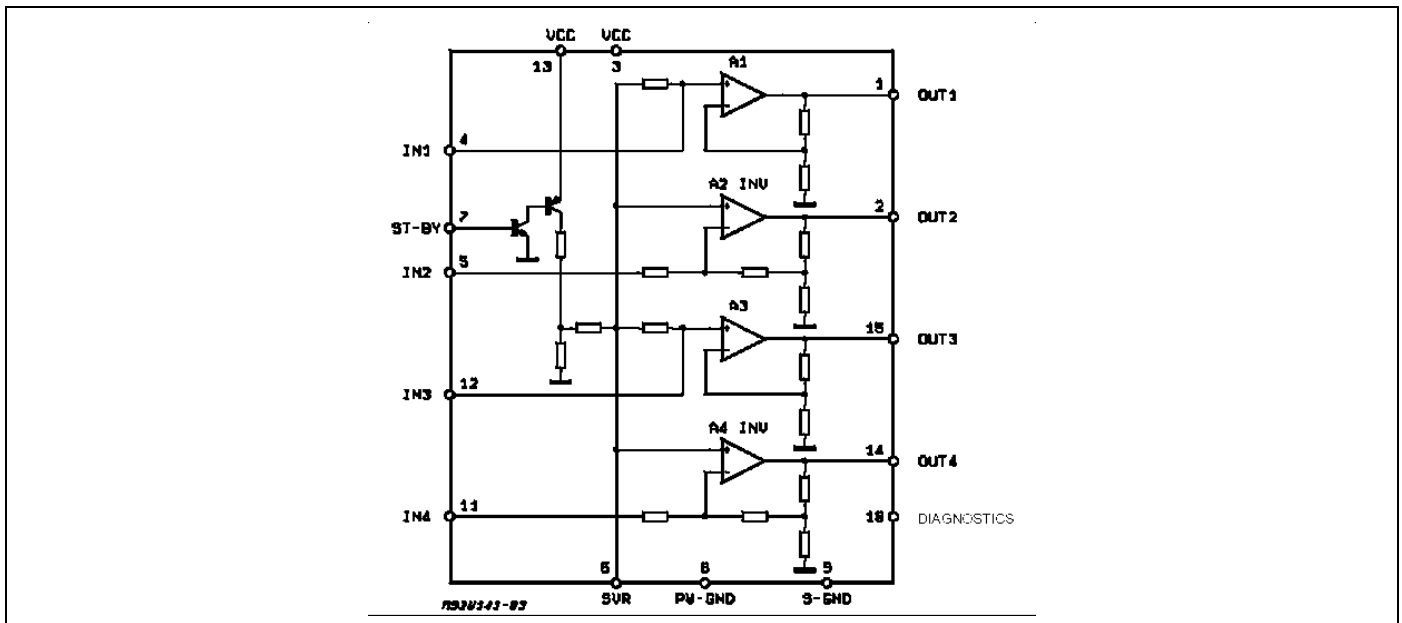 VCC VCC
13 3
A1
1 OUT1
4
IN1
A2 INV
7
ST-BY
2 OUT2
5
IN2
A3
15 OUT3
12
IN3
A4 INV
14 OUT4
11
IN4
DIAGNOSTICS
6 8 9
SVR PW-GND S-GND